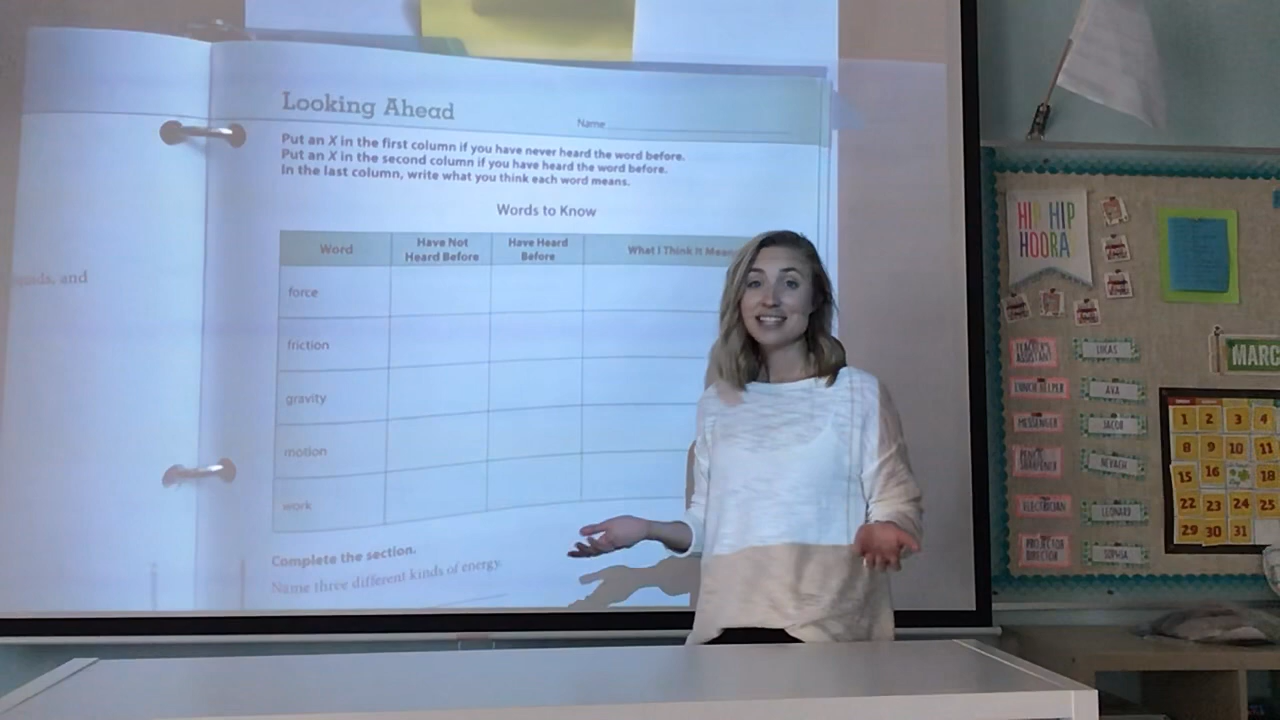 Looking Ahead
Name
Put an X in the first column if you have never heard the word before.
Put an X in the second column if you have heard the word before.
In the last column, write what you think each word means.
Words to Know
Word Have Not Heard Before Have Heard Before What I Think It
force
friction
gravity
motion
work
Complete the section.
Name three different kinds of energy
and
HIP HIP
HOORA
TEACHER'S ASSISTANT LUCAS
LUNCH HELPER AVA
MESSENGER JACOB
PENCIL SHARPENER NEVAEH
ELECTRICIAN LEONARD
PROJECTOR DIRECTOR SOPHIA
MARC
1 2 3 4
8 9 10 11
15 16 18
22 23 24 25
29 30 31